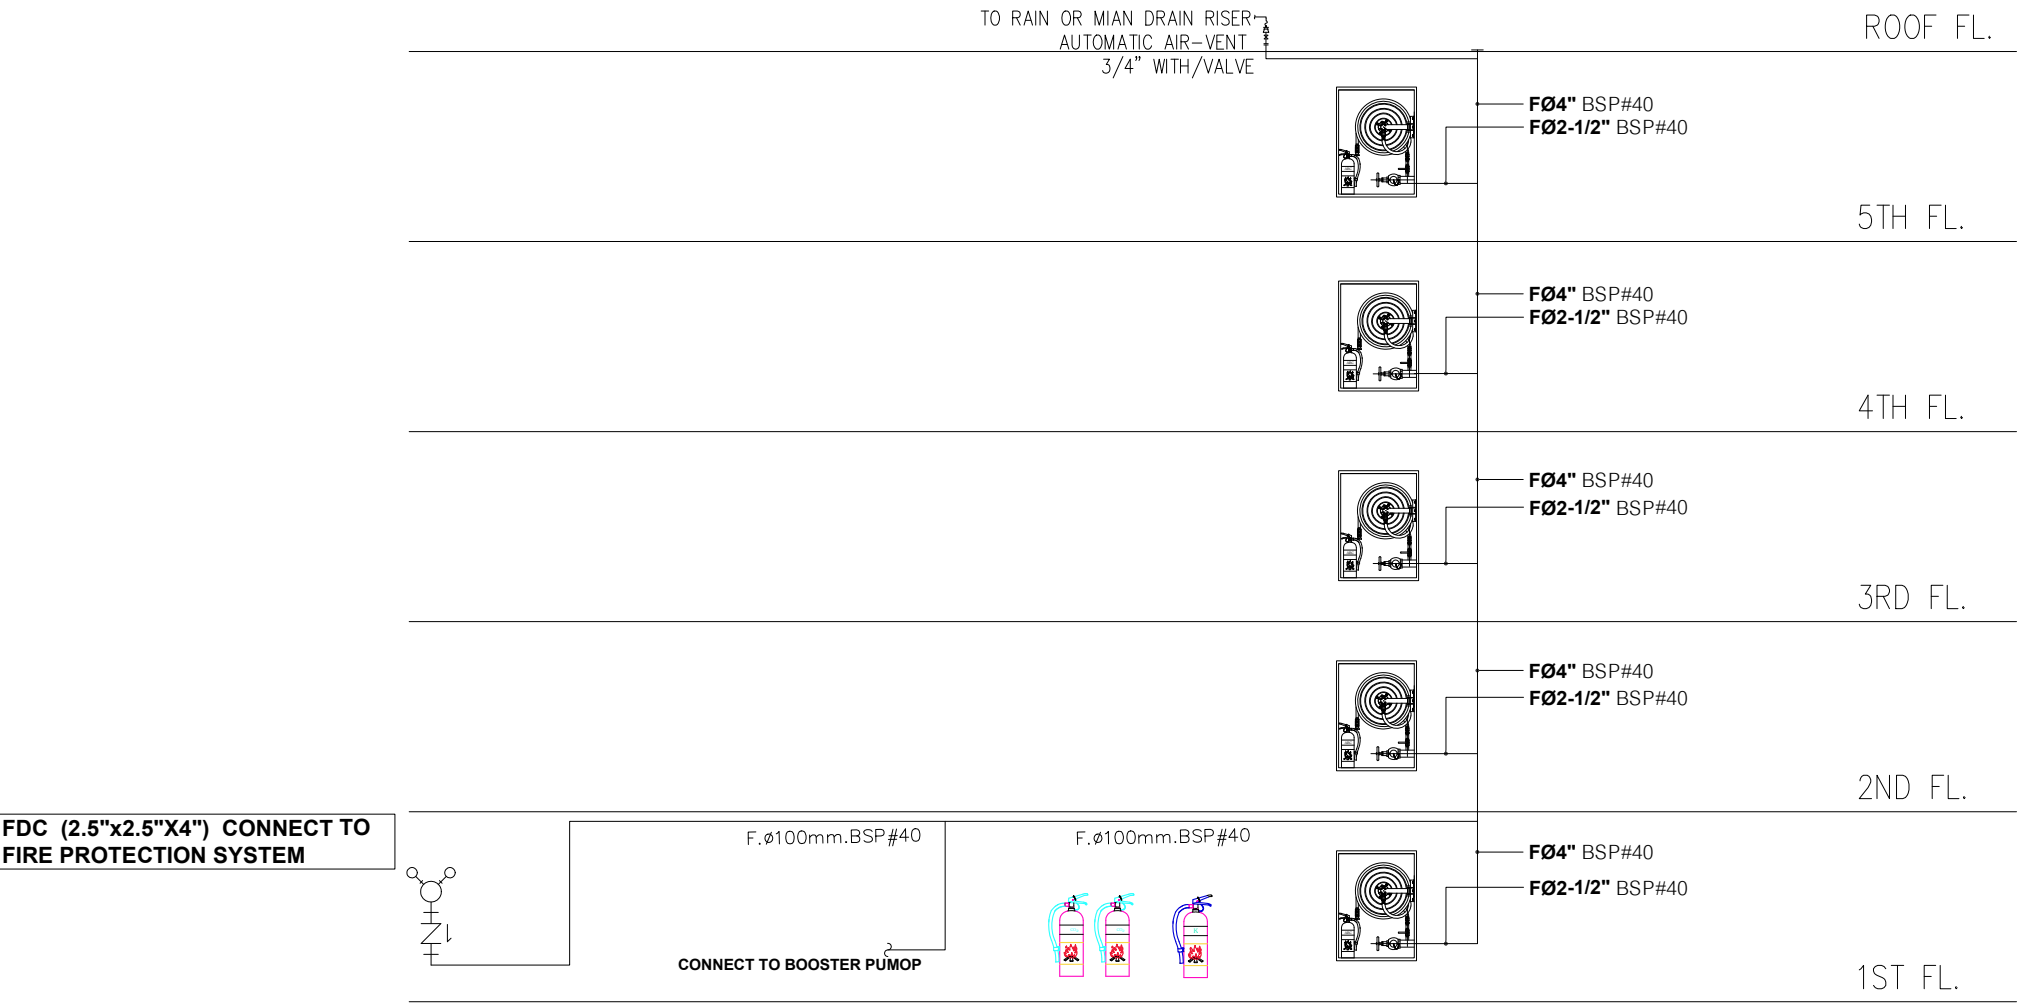 TO RAIN OR MIAN DRAIN RISER
AUTOMATIC AIR-VENT
3/4" WITH/VALVE
ROOF FL.
FØ4" BSP#40
FØ2-1/2" BSP#40
5TH FL.
FØ4" BSP#40
FØ2-1/2" BSP#40
4TH FL.
FØ4" BSP#40
FØ2-1/2" BSP#40
3RD FL.
FØ4" BSP#40
FØ2-1/2" BSP#40
2ND FL.
FDC (2.5"x2.5"X4") CONNECT TO
FIRE PROTECTION SYSTEM
F.ø100mm.BSP#40
F.ø100mm.BSP#40
FØ4" BSP#40
FØ2-1/2" BSP#40
CONNECT TO BOOSTER PUMOP
1ST FL.